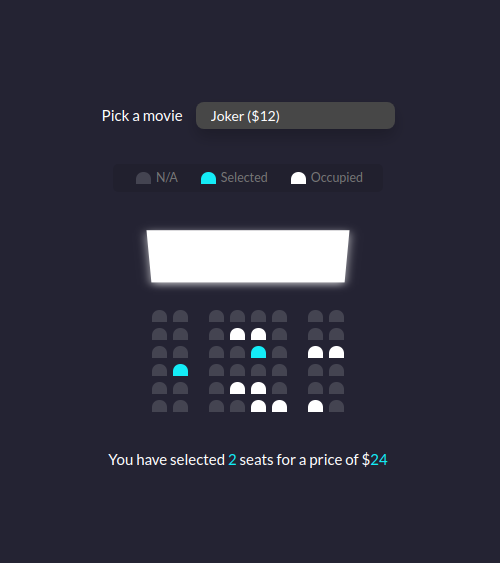 Pick a movie Joker ($12)
N/A Selected Occupied
You have selected 2 seats for a price of $24